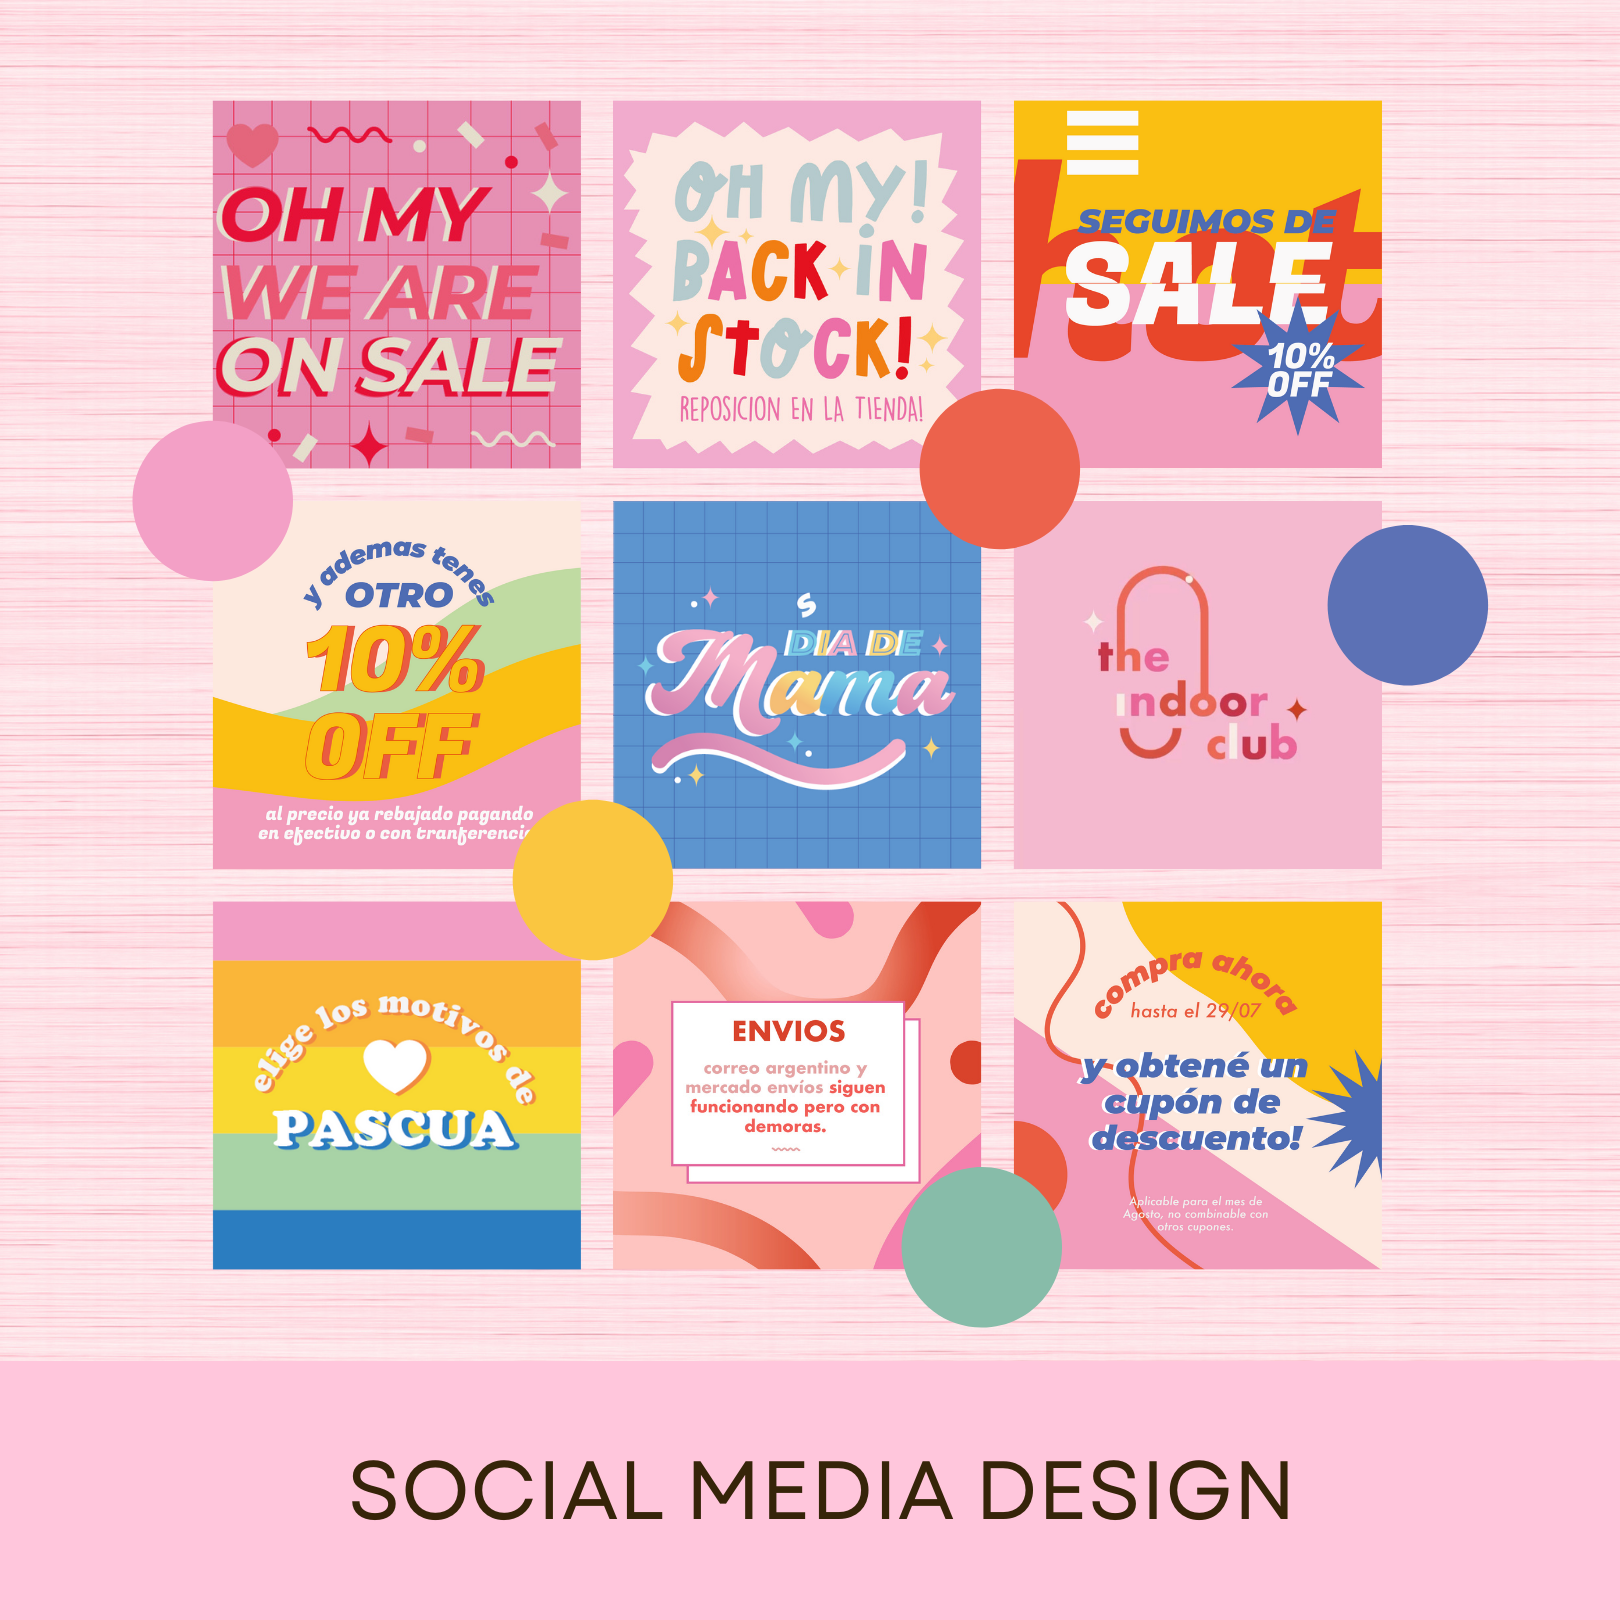 OH MY
WE ARE
ON SALE
OH MY!
BACK IN
STOCK!
REPOSICION EN LA TIENDA!
hot
SEGUIMOS DE
SALE
10%
OFF
y ademas tenes
OTRO
10%
OFF
al precio ya rebajado pagando
en efectivo o con tranferencia
S
DIA DE
Mama
the
indoor
club
elige los motivos de
PASCUA
ENVIOS
correo argentino y
mercado envíos siguen
funcionando pero con
demoras.
compra ahora
hasta el 29/07
y obtené un
cupón de
descuento!
Aplicable para el mes de
Agosto, no combinable con
otros cupones.
SOCIAL MEDIA DESIGN